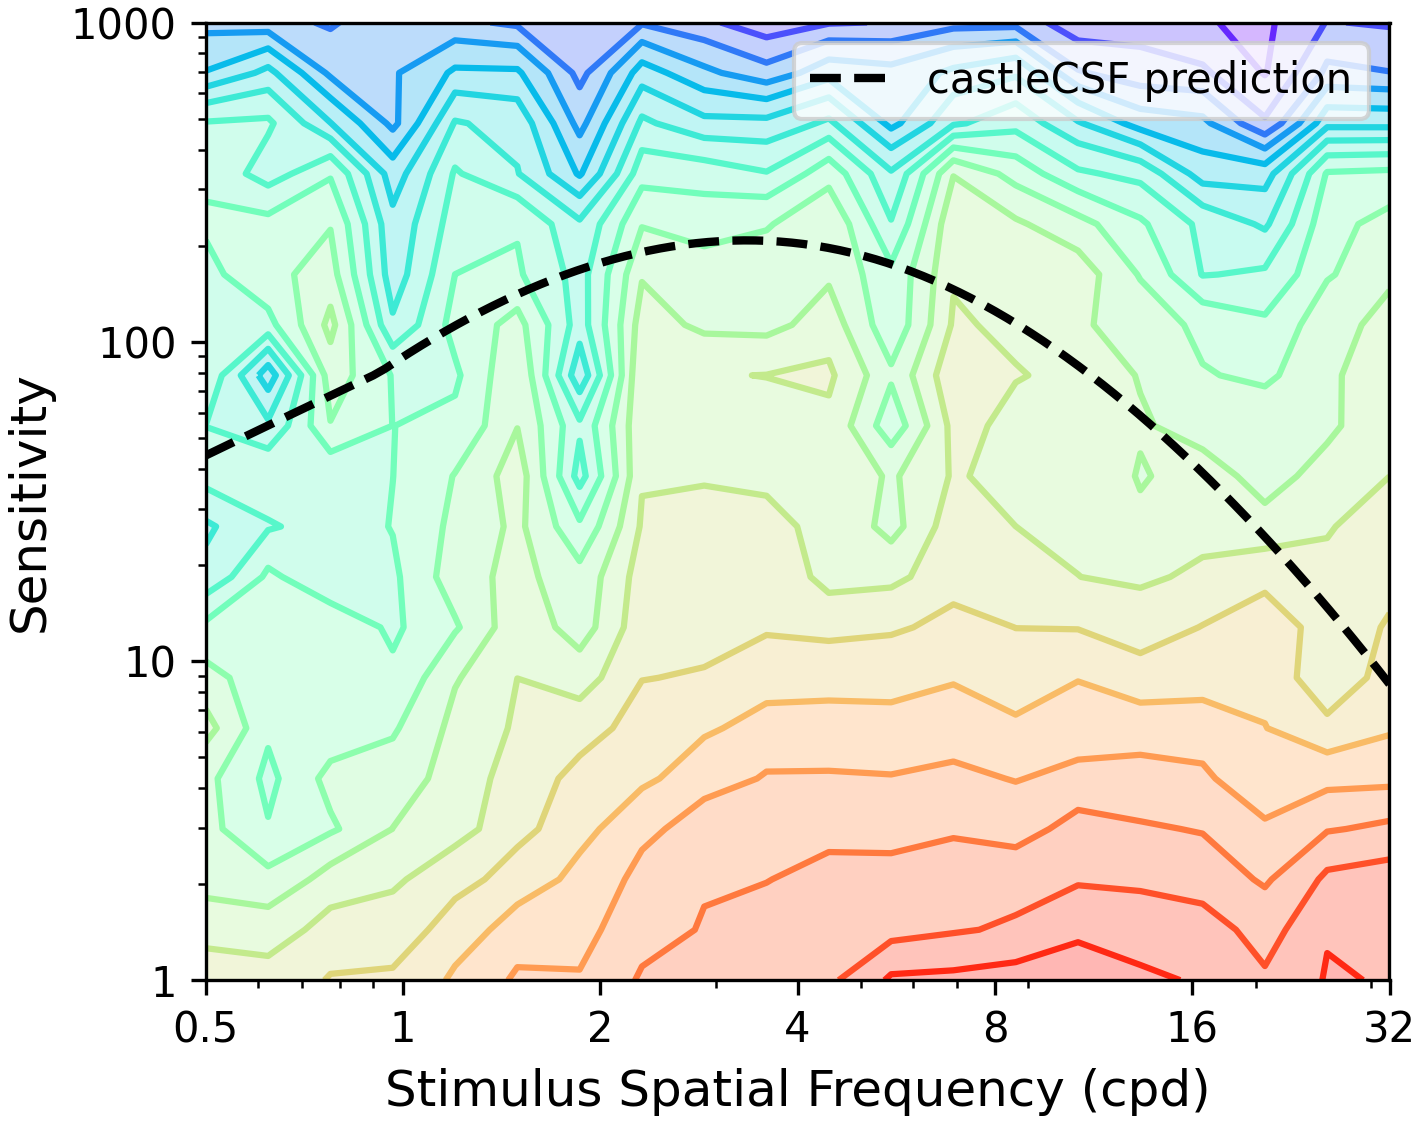 1000
castleCSF prediction
100
Sensitivity
10
1
0.5 1 2 4 8 16 32
Stimulus Spatial Frequency (cpd)